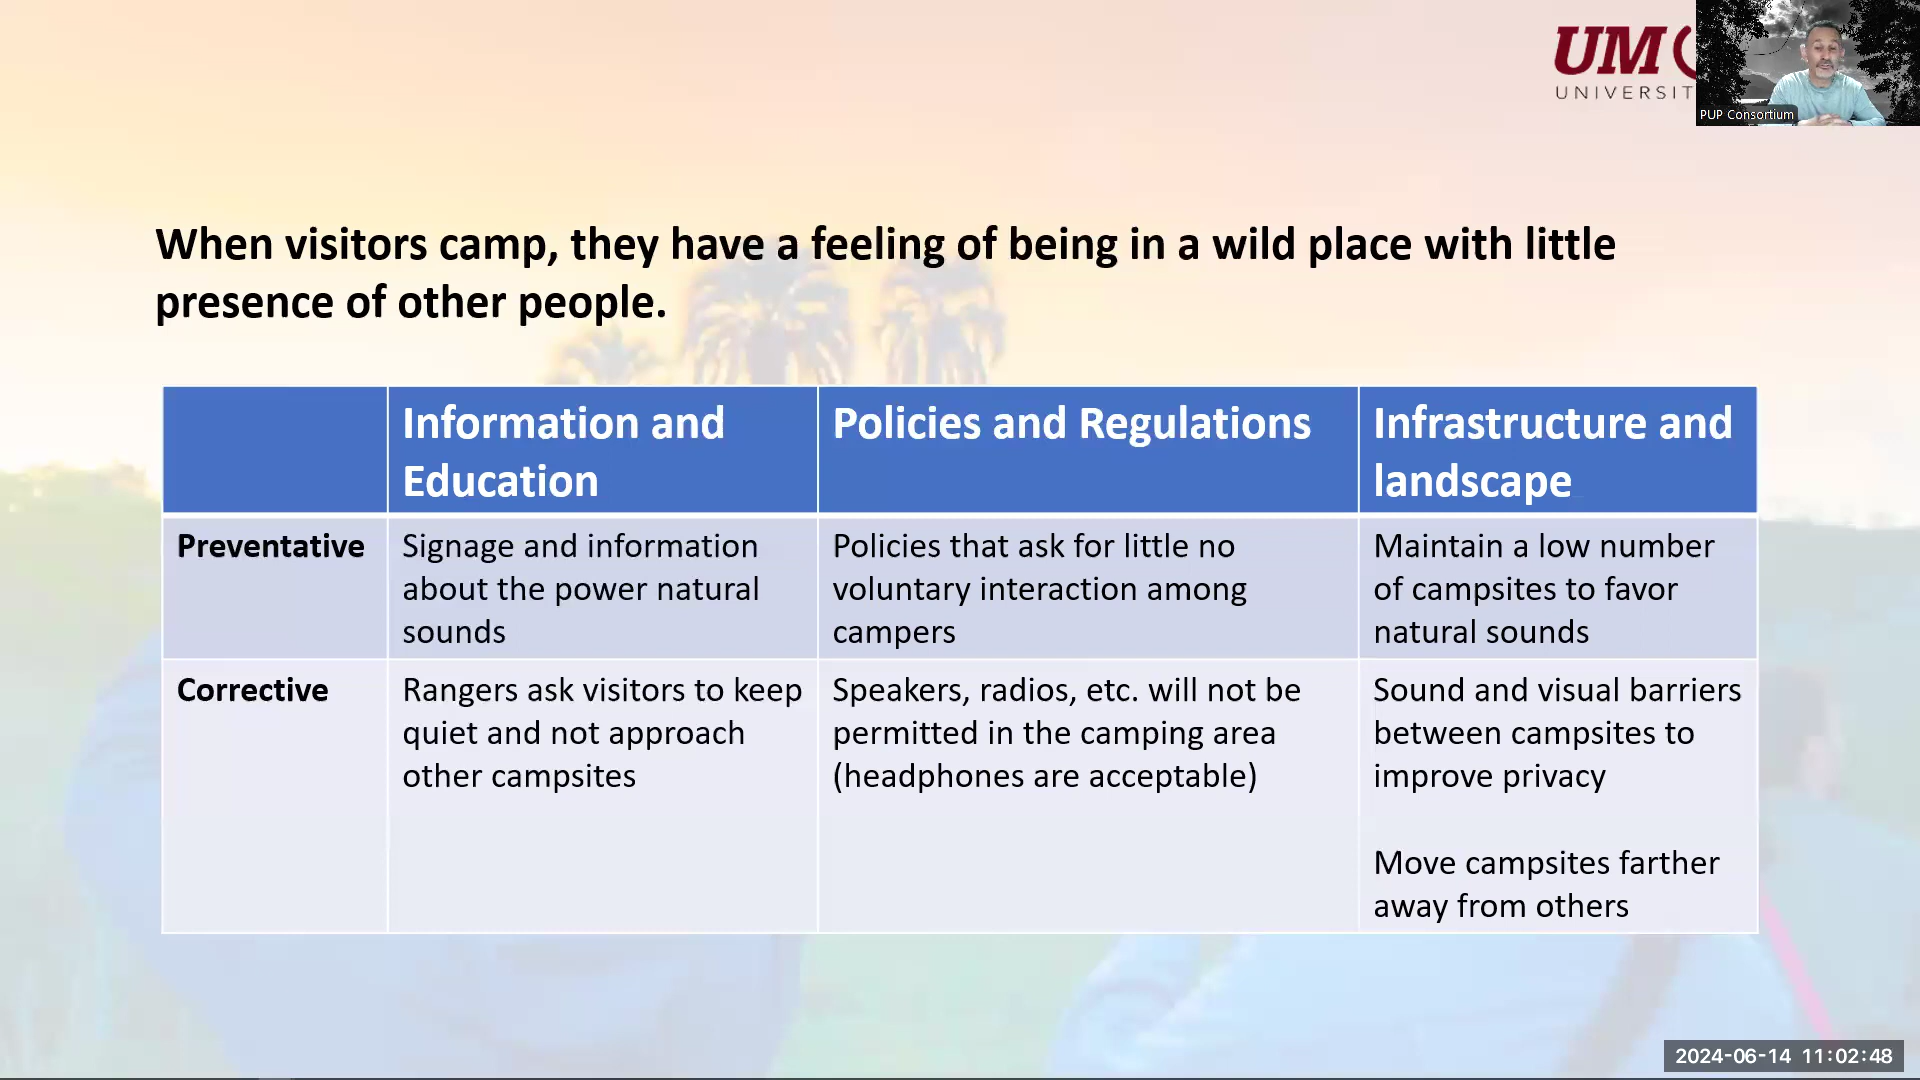 UM
UNIVERSIT
PUP Consortium
When visitors camp, they have a feeling of being in a wild place with little
presence of other people.
Information and
Education
Policies and Regulations
Infrastructure and
landscape
Preventative
Signage and information
about the power natural
sounds
Policies that ask for little no
voluntary interaction among
campers
Maintain a low number
of campsites to favor
natural sounds
Corrective
Rangers ask visitors to keep
quiet and not approach
other campsites
Speakers, radios, etc. will not be
permitted in the camping area
(headphones are acceptable)
Sound and visual barriers
between campsites to
improve privacy
Move campsites farther
away from others
2024-06-14 11:02:48